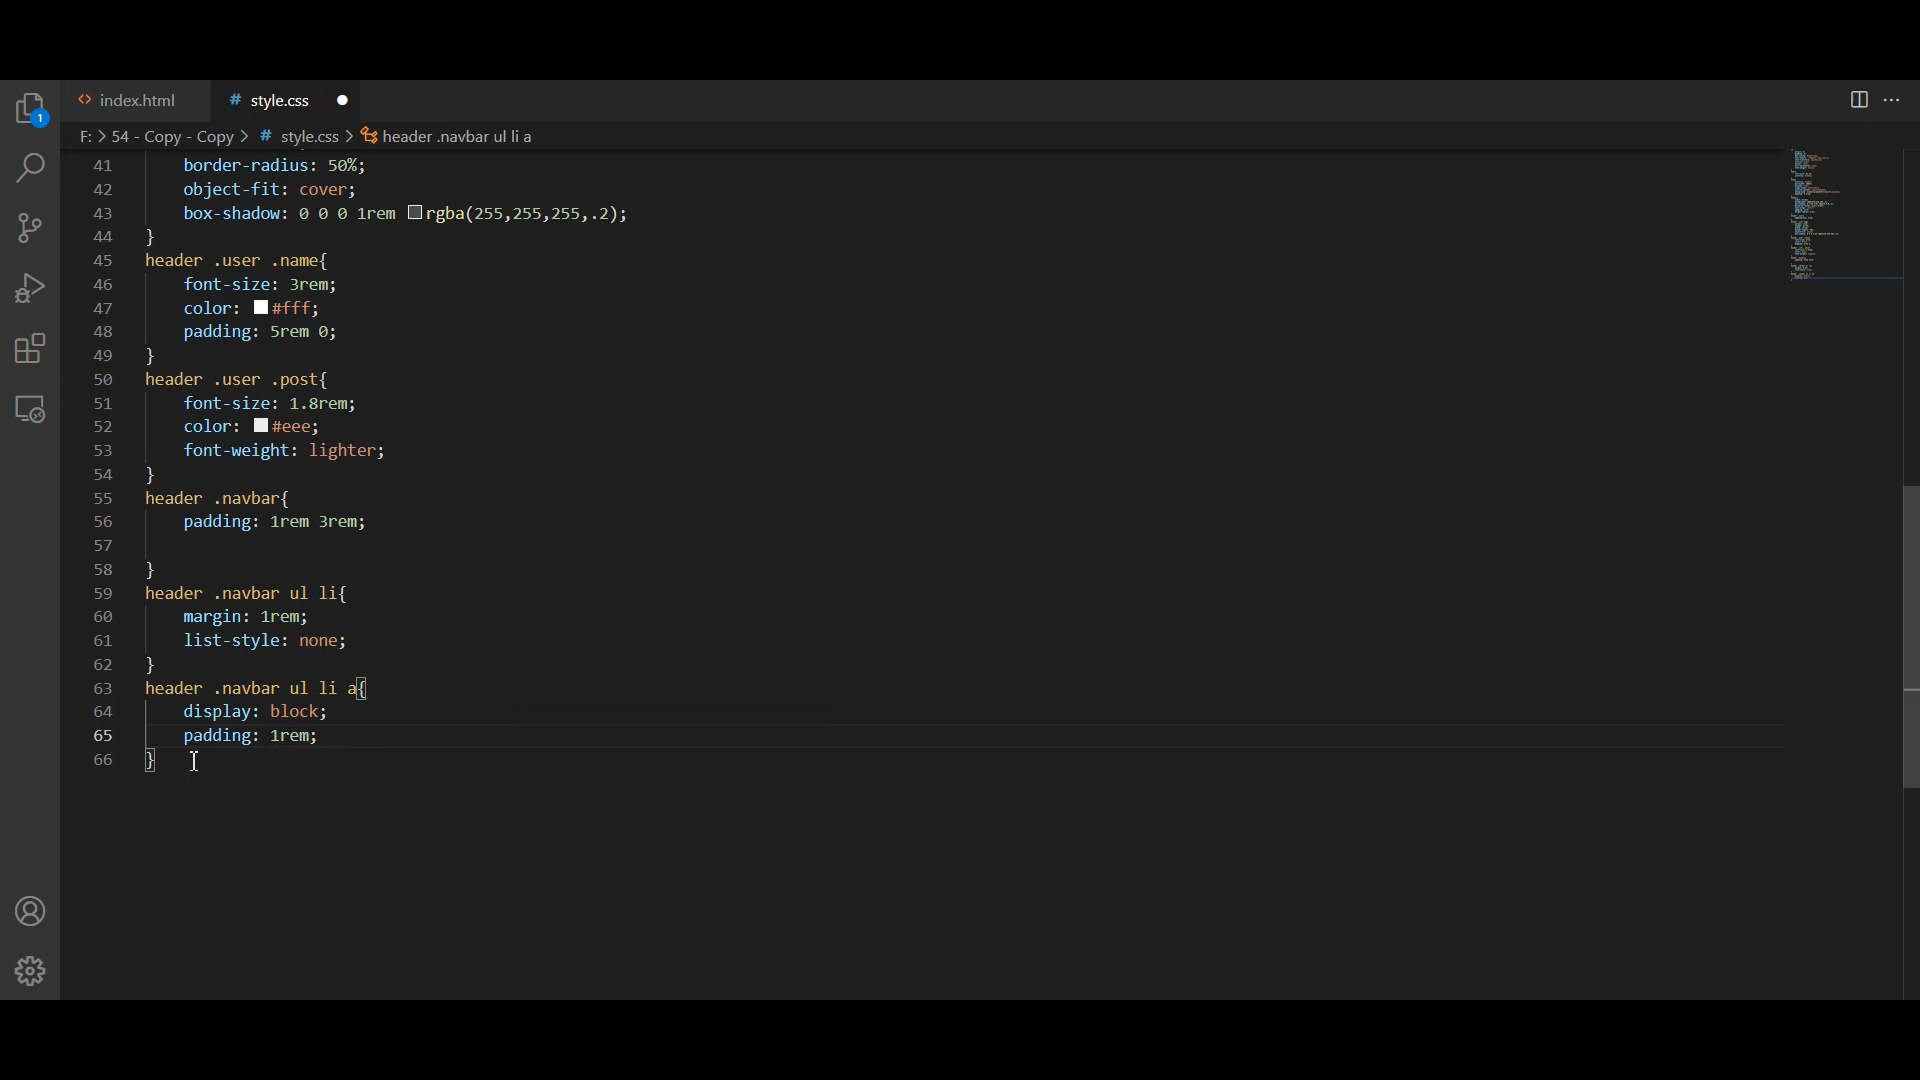 1
index.html
style.css
F: > 54 - Copy - Copy > # style.css > header .navbar ul li a
41 border-radius: 50%;
42 object-fit: cover;
43 box-shadow: 0 0 0 1rem rgba(255,255,255,.2);
44 }
45 header .user .name{
46 font-size: 3rem;
47 color: #fff;
48 padding: 5rem 0;
49 }
50 header .user .post{
51 font-size: 1.8rem;
52 color: #eee;
53 font-weight: lighter;
54 }
55 header .navbar{
56 padding: 1rem 3rem;
57
58 }
59 header .navbar ul li{
60 margin: 1rem;
61 list-style: none;
62 }
63 header .navbar ul li a{
64 display: block;
65 padding: 1rem;
66 }